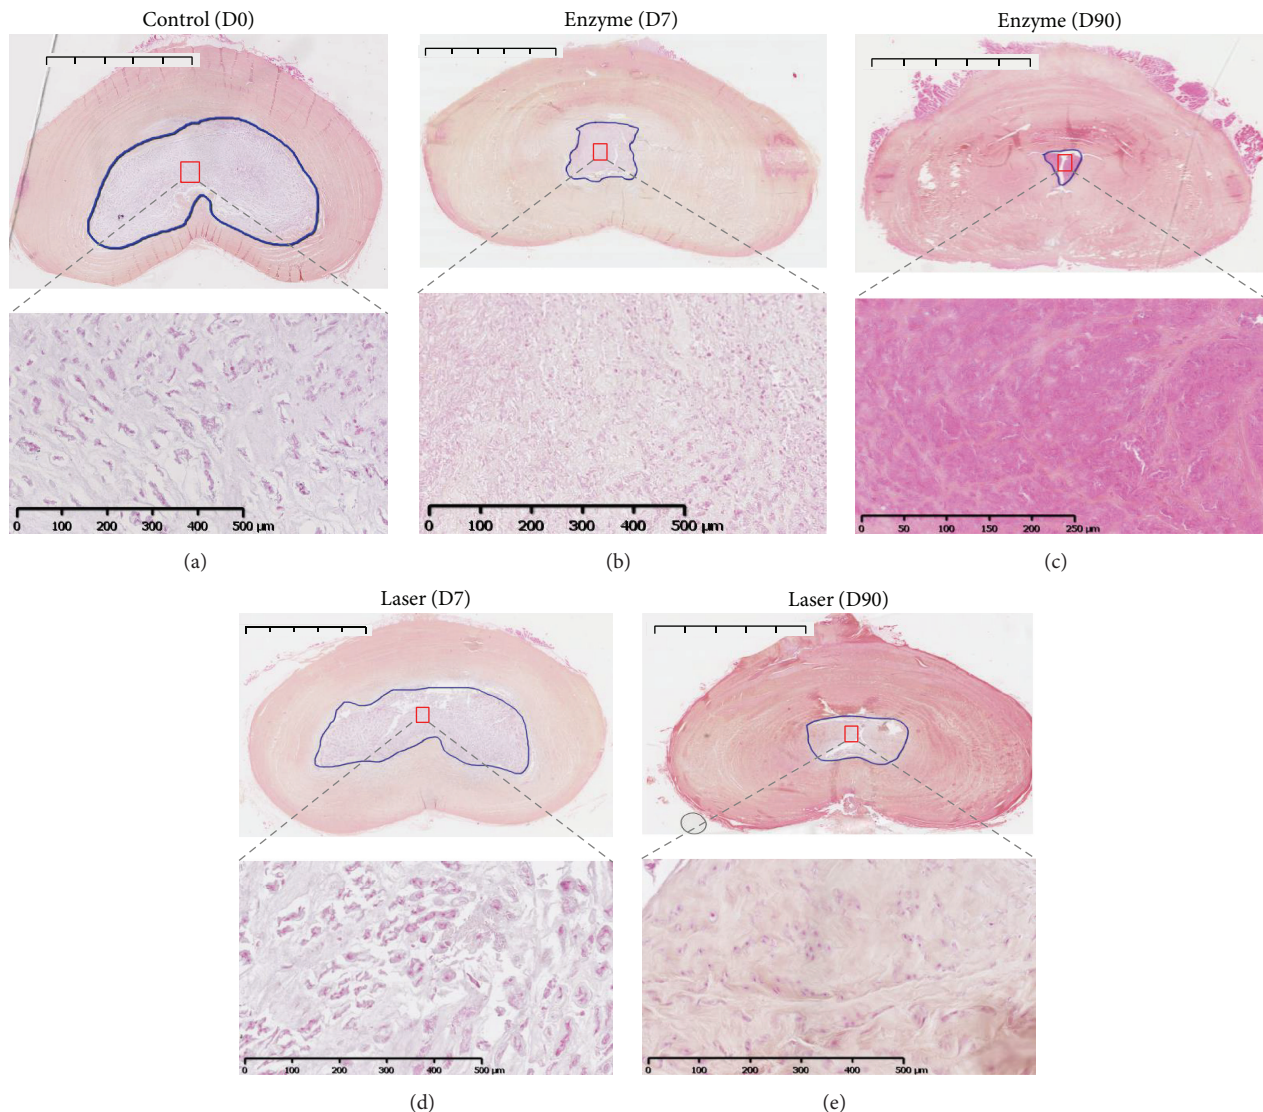 Control (D0)
Enzyme (D7)
Enzyme (D90)
0 100 200 300 400 500 µm
0 100 200 300 400 500 µm
0 50 100 150 200 250 µm
(a)
(b)
(c)
Laser (D7)
Laser (D90)
0 100 200 300 400 500 µm
0 100 200 300 400 500 µm
(d)
(e)